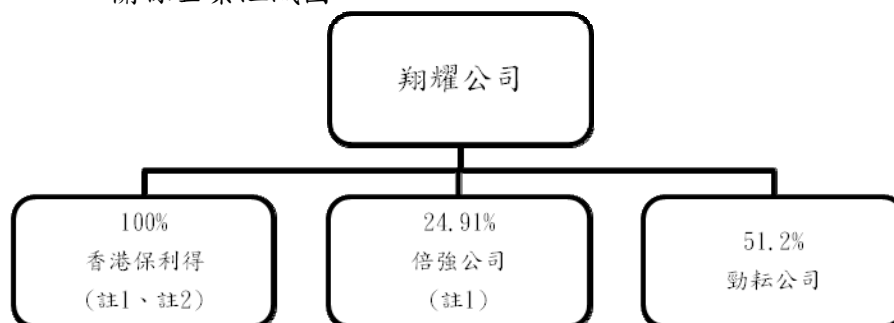 翔耀公司
100%
香港保利得
(註1、註2)
24.91%
倍強公司
(註1)
51.2%
勁耘公司